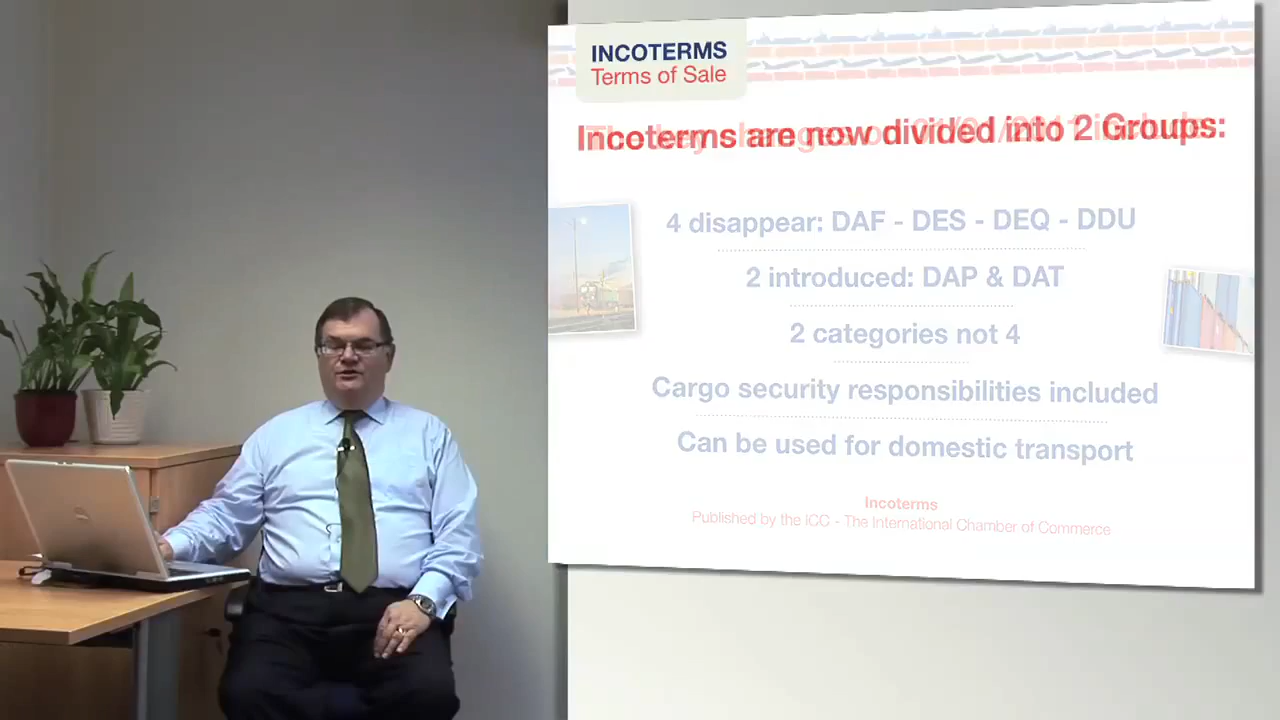 INCOTERMS
Terms of Sale
Incoterms are now divided into 2 Groups:
4 disappear: DAF - DES - DEQ - DDU
2 introduced: DAP & DAT
2 categories not 4
Cargo security responsibilities included
Can be used for domestic transport
Incoterms
Published by the ICC - The International Chamber of Commerce